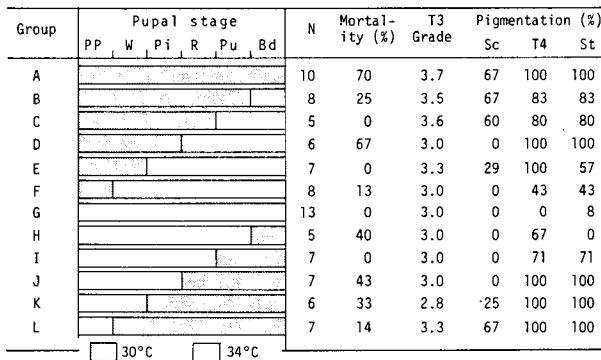 Group Pupal stage N Mortal- T3 Pigmentation (%)
PP W Pi R Pu Bd ity (%) Grade Sc T4 St
A 10 70 3.7 67 100 100
B 8 25 3.5 67 83 83
C 5 0 3.6 60 80 80
D 6 67 3.0 0 100 100
E 7 0 3.3 29 100 57
F 8 13 3.0 0 43 43
G 13 0 3.0 0 0 8
H 5 40 3.0 0 67 0
I 7 0 3.0 0 71 71
J 7 43 3.0 0 100 100
K 6 33 2.8 25 100 100
L 7 14 3.3 67 100 100
30°C 34°C